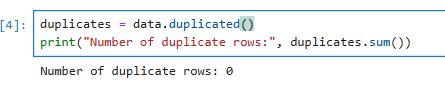 [4]: duplicates = data.duplicated()
print("Number of duplicate rows:", duplicates.sum())
Number of duplicate rows: 0